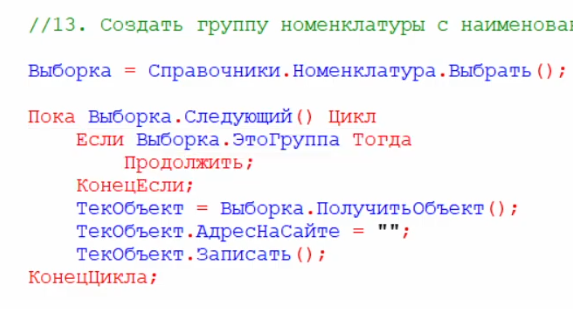 //13. Создать группу номенклатуры с наименова
Выборка = Справочники.Номенклатура.Выбрать();
Пока Выборка.Следующий() Цикл
Если Выборка.ЭтоГруппа Тогда
Продолжить;
КонецЕсли;
ТекОбъект = Выборка.ПолучитьОбъект();
ТекОбъект.АдресНаСайте = "";
ТекОбъект.Записать();
КонецЦикла;